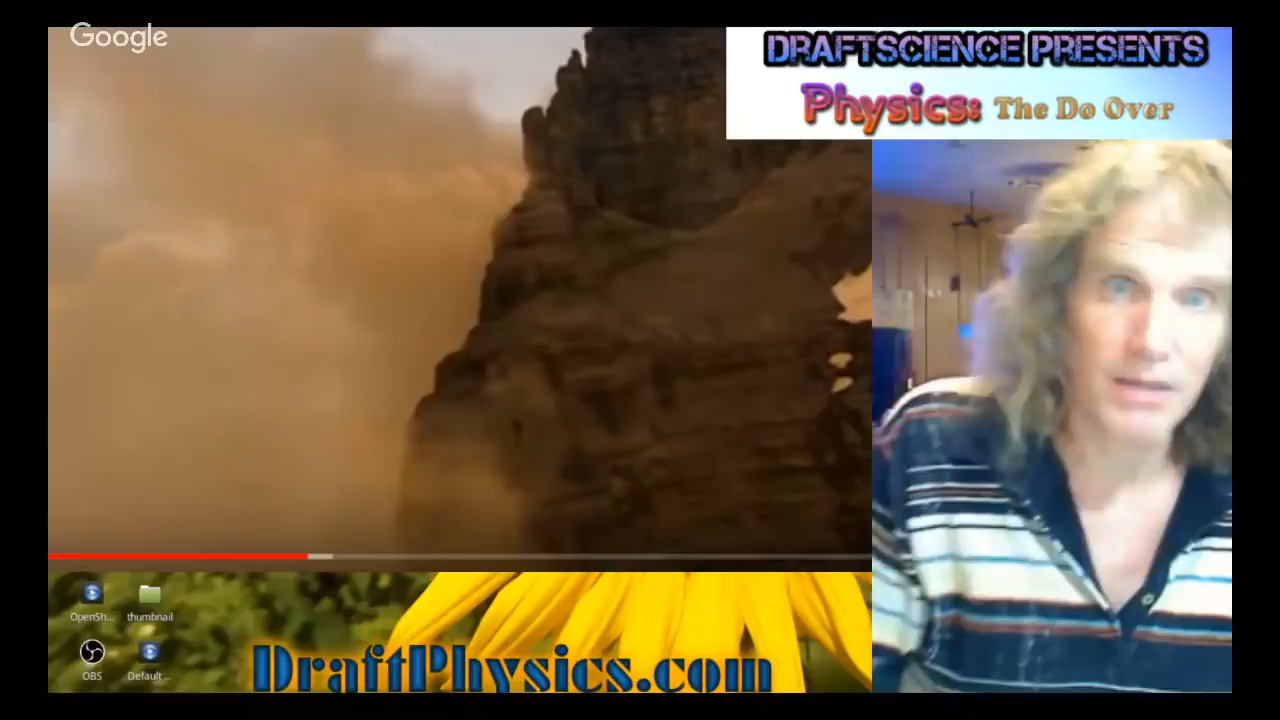 Google
DRAFTSCIENCE PRESENTS
Physics: The Do Over
OpenSh... thumbnail
OBS Default ...
DraftPhysics.com